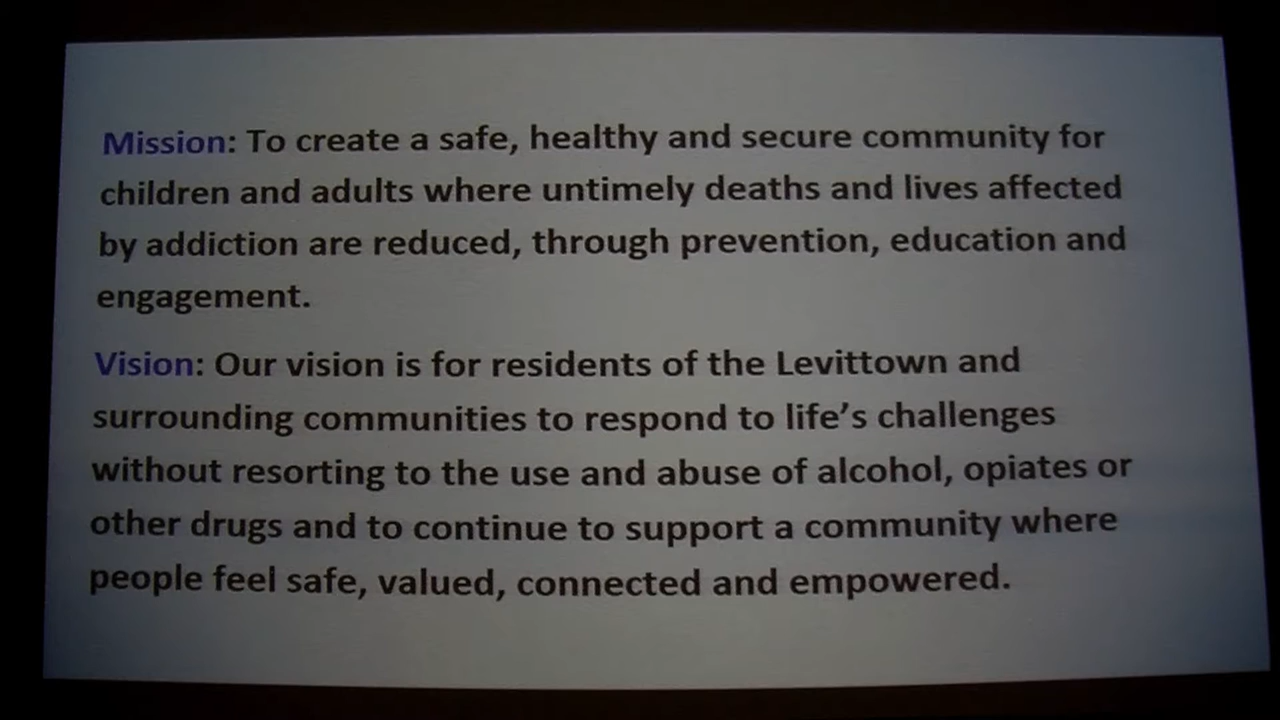 Mission: To create a safe, healthy and secure community for
children and adults where untimely deaths and lives affected
by addiction are reduced, through prevention, education and
engagement.
Vision: Our vision is for residents of the Levittown and
surrounding communities to respond to life’s challenges
without resorting to the use and abuse of alcohol, opiates or
other drugs and to continue to support a community where
people feel safe, valued, connected and empowered.